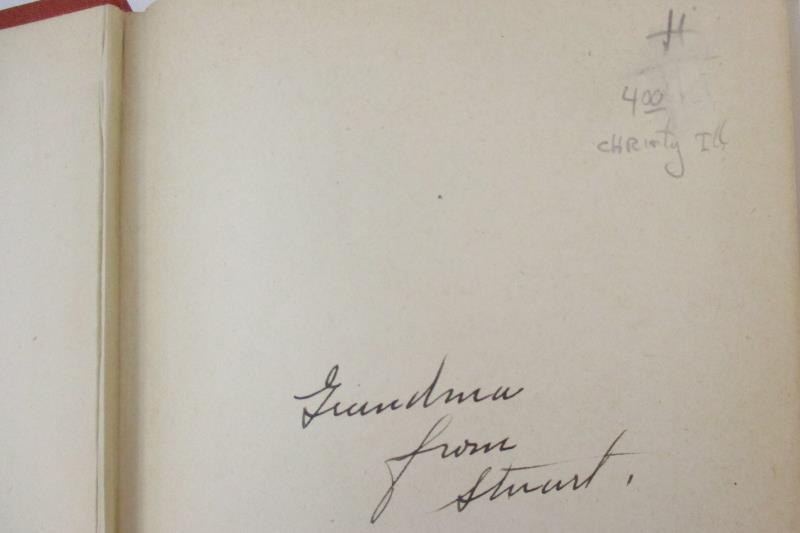 H
4 00
CHRISTY Ill
Grandma
from
Stuart.